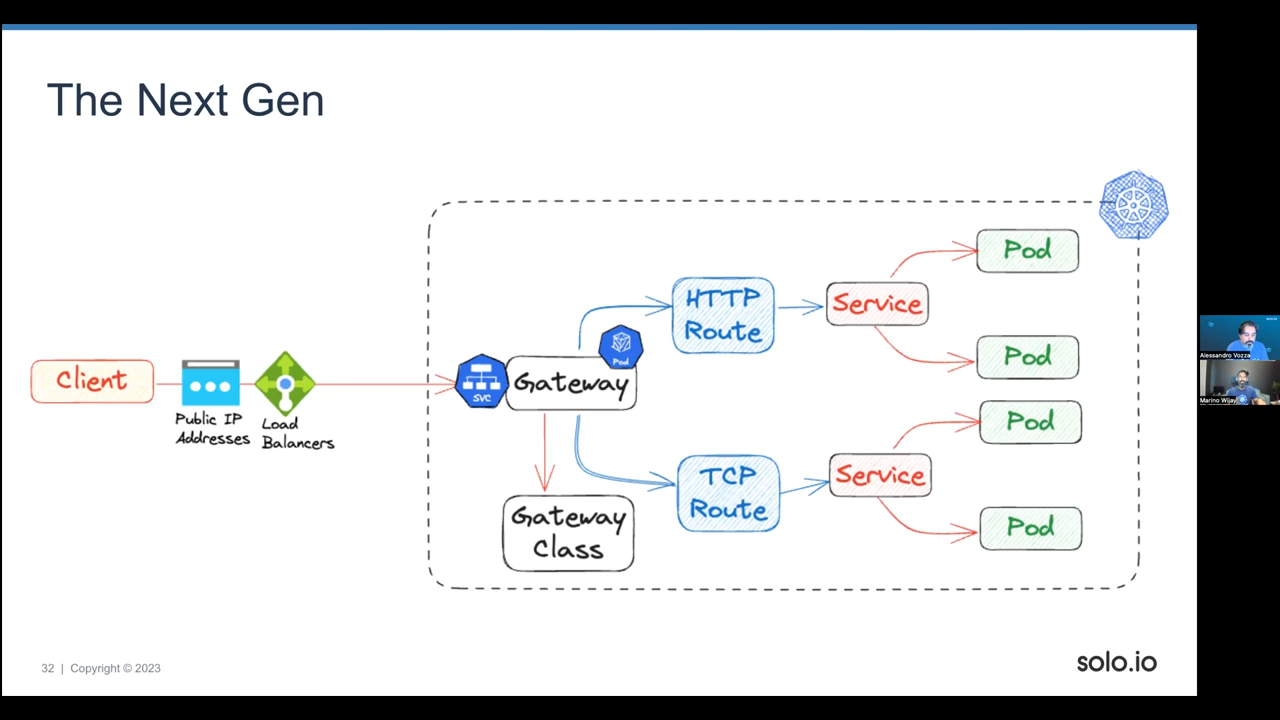 The Next Gen
Client
Public IP
Addresses
Load
Balancers
SVC
Gateway
Pod
Gateway
Class
HTTP
Route
TCP
Route
Service
Service
Pod
Pod
Pod
Pod
Alessandro Vozza
Marino Wijay
32 | Copyright © 2023
solo.io